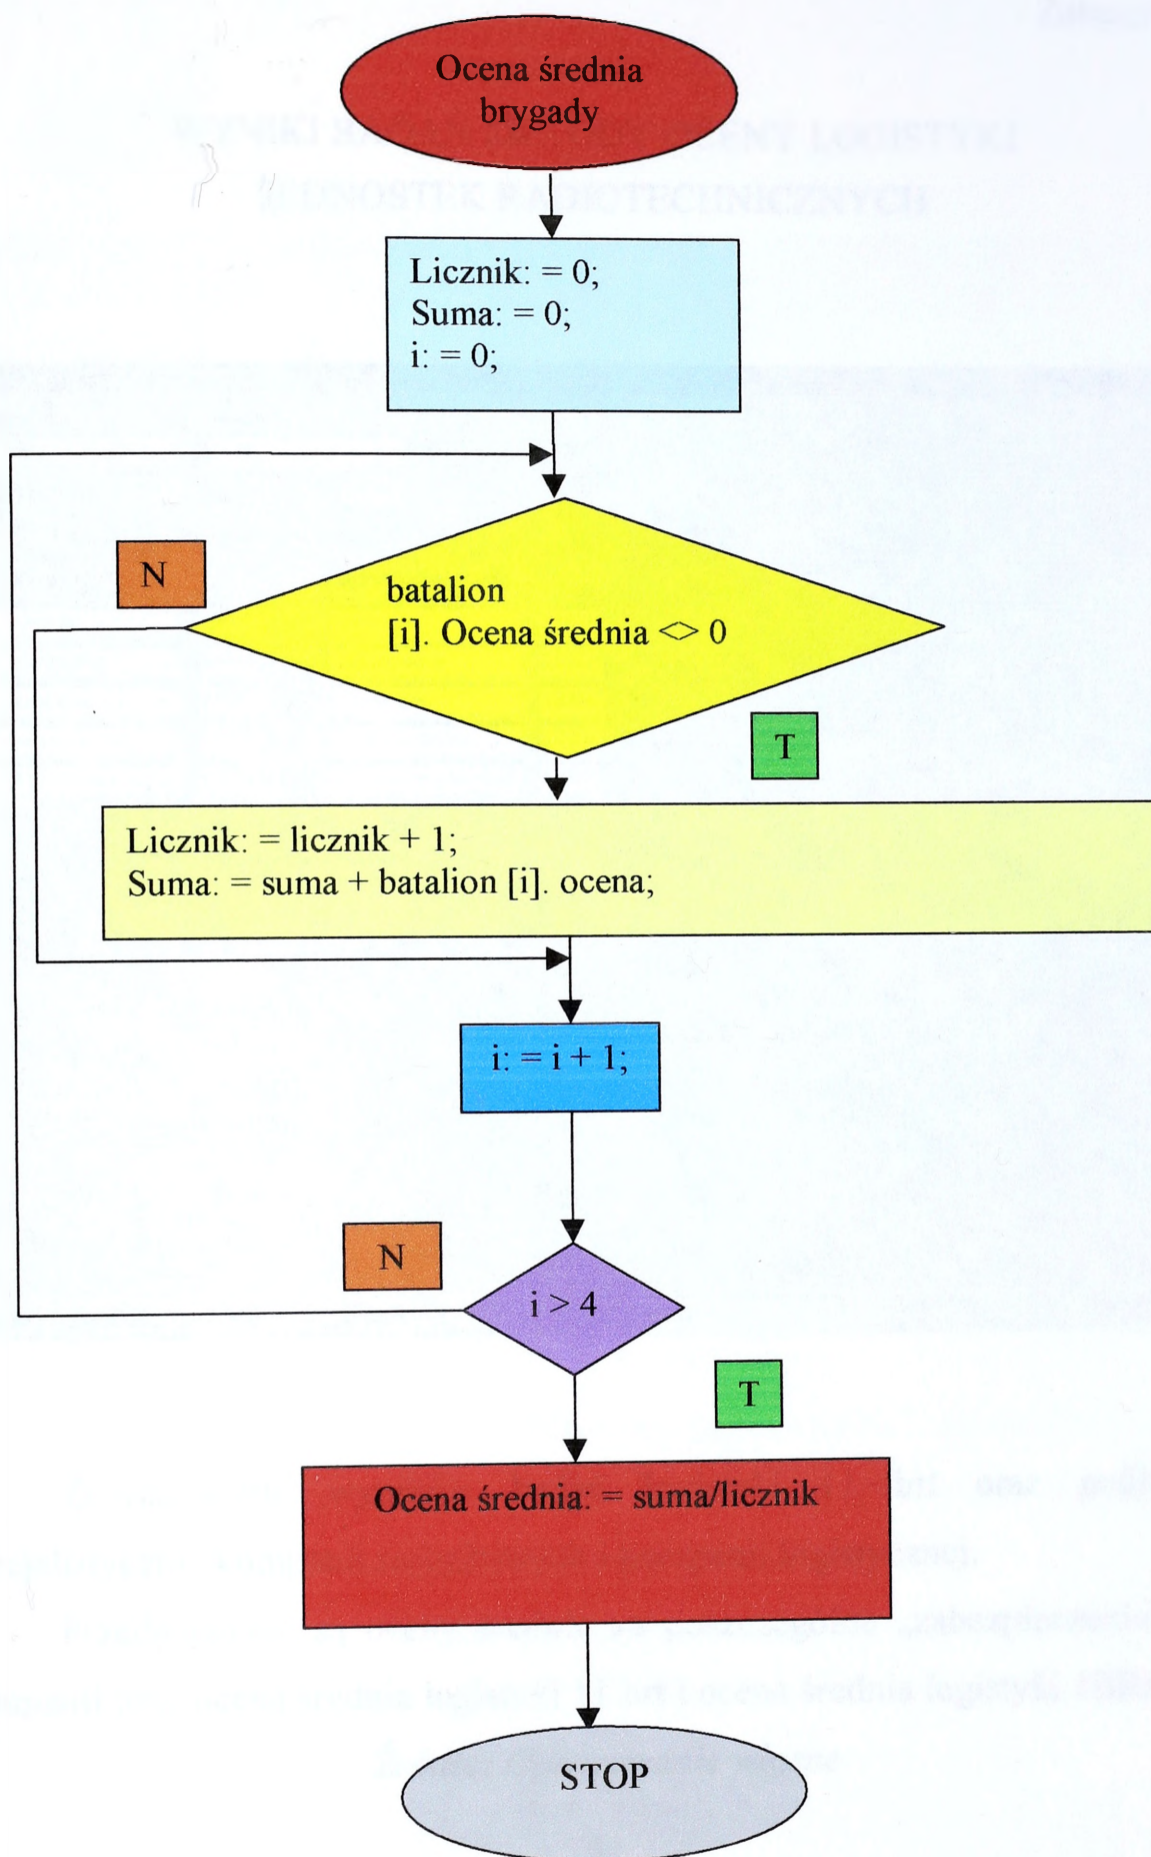 Ocena średnia
brygady
Licznik: = 0;
Suma: = 0;
i: = 0;
N
batalion
[i]. Ocena średnia <> 0
T
Licznik: = licznik + 1;
Suma: = suma + batalion [i]. ocena;
i: = i + 1;
N
i > 4
T
Ocena średnia: = suma/licznik
STOP